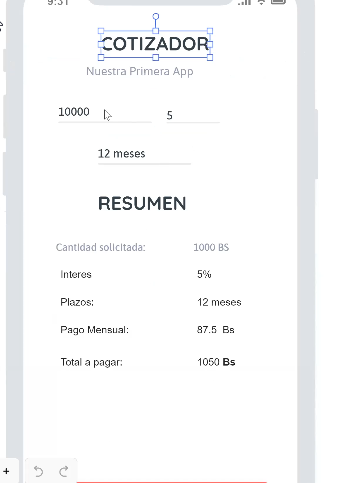 9:31
COTIZADOR
Nuestra Primera App
10000 5
12 meses
RESUMEN
Cantidad solicitada: 1000 BS
Interes 5%
Plazos: 12 meses
Pago Mensual: 87.5 Bs
Total a pagar: 1050 Bs